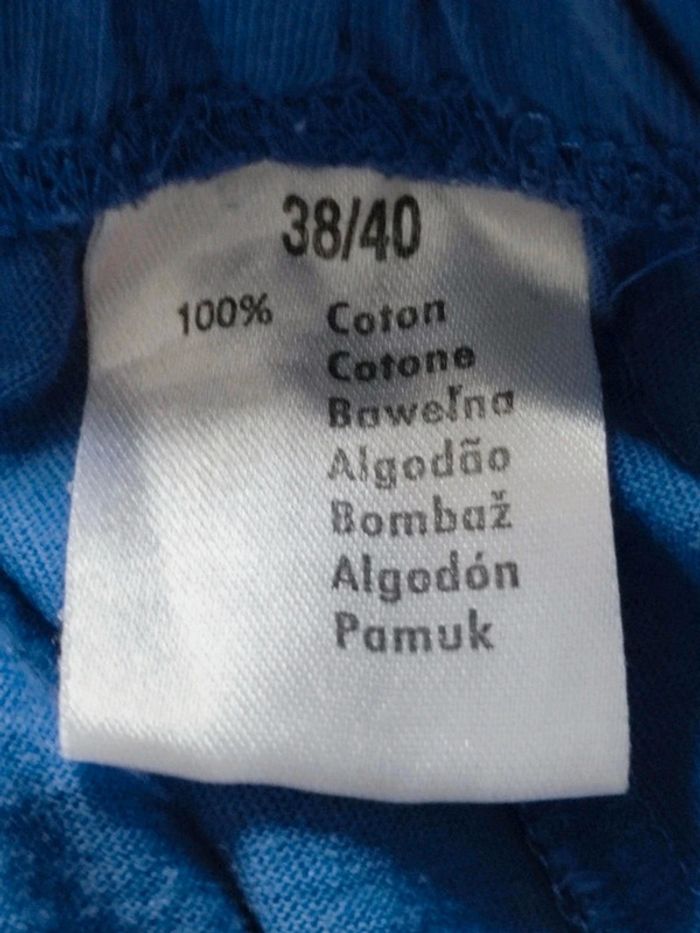 38/40
100% Coton
Cotone
Bawełna
Algodão
Bombaž
Algodón
Pamuk